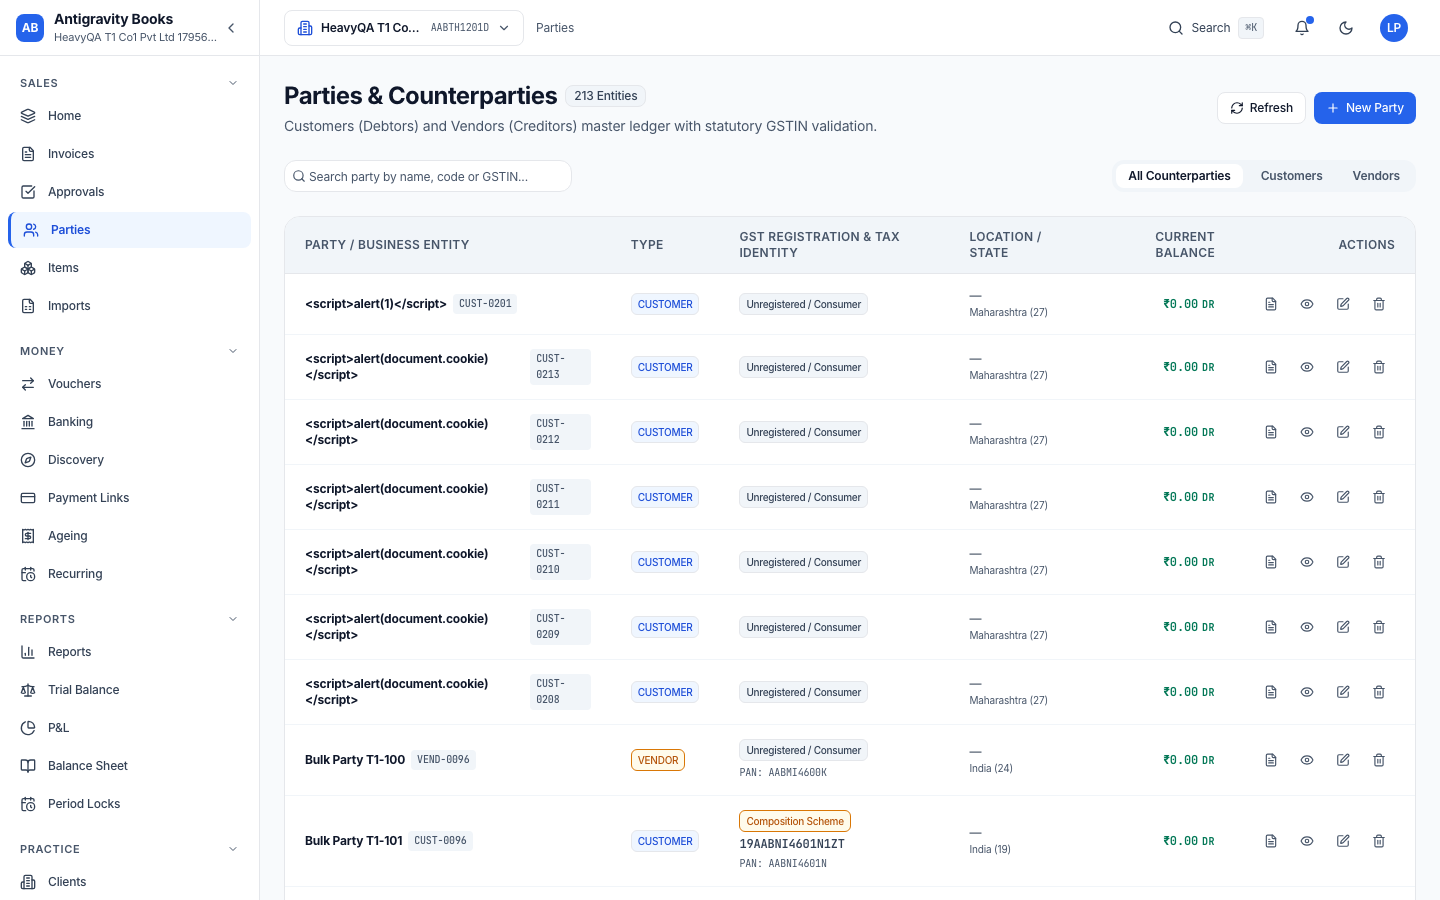 AB
Antigravity Books
HeavyQA T1 Co1 Pvt Ltd 17956...
HeavyQA T1 Co...
AABTH1201D
Parties
Search
⌘K
LP
SALES
Home
Invoices
Approvals
Parties
Items
Imports
MONEY
Vouchers
Banking
Discovery
Payment Links
Ageing
Recurring
REPORTS
Reports
Trial Balance
P&L
Balance Sheet
Period Locks
PRACTICE
Clients
Parties & Counterparties
213 Entities
Customers (Debtors) and Vendors (Creditors) master ledger with statutory GSTIN validation.
Refresh
New Party
Search party by name, code or GSTIN...
All Counterparties
Customers
Vendors
PARTY / BUSINESS ENTITY
TYPE
GST REGISTRATION & TAX
IDENTITY
LOCATION /
STATE
CURRENT
BALANCE
ACTIONS
<script>alert(1)</script>
CUST-0201
CUSTOMER
Unregistered / Consumer
—
Maharashtra (27)
₹0.00 DR
<script>alert(document.cookie)
</script>
CUST-
0213
CUSTOMER
Unregistered / Consumer
—
Maharashtra (27)
₹0.00 DR
<script>alert(document.cookie)
</script>
CUST-
0212
CUSTOMER
Unregistered / Consumer
—
Maharashtra (27)
₹0.00 DR
<script>alert(document.cookie)
</script>
CUST-
0211
CUSTOMER
Unregistered / Consumer
—
Maharashtra (27)
₹0.00 DR
<script>alert(document.cookie)
</script>
CUST-
0210
CUSTOMER
Unregistered / Consumer
—
Maharashtra (27)
₹0.00 DR
<script>alert(document.cookie)
</script>
CUST-
0209
CUSTOMER
Unregistered / Consumer
—
Maharashtra (27)
₹0.00 DR
<script>alert(document.cookie)
</script>
CUST-
0208
CUSTOMER
Unregistered / Consumer
—
Maharashtra (27)
₹0.00 DR
Bulk Party T1-100
VEND-0096
VENDOR
Unregistered / Consumer
PAN: AABMI4600K
—
India (24)
₹0.00 DR
Bulk Party T1-101
CUST-0096
CUSTOMER
Composition Scheme
19AABNI4601N1ZT
PAN: AABNI4601N
—
India (19)
₹0.00 DR